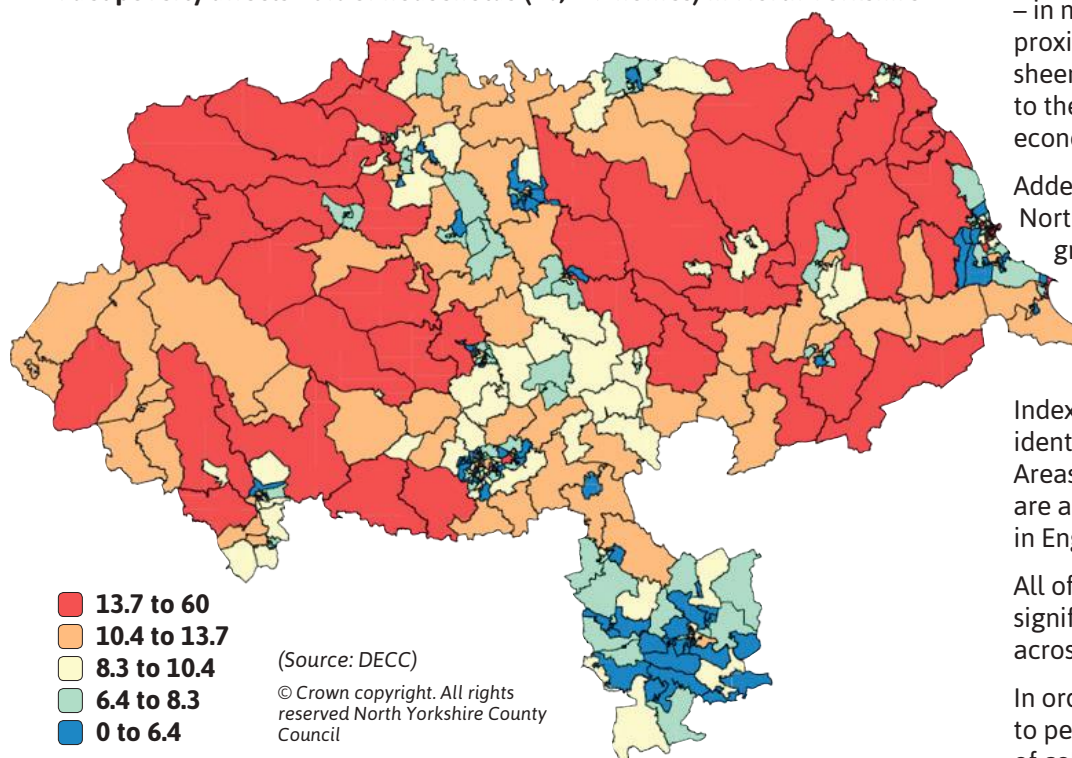 13.7 to 60
10.4 to 13.7
8.3 to 10.4
6.4 to 8.3
0 to 6.4
(Source: DECC)
© Crown copyright. All rights
reserved North Yorkshire County
Council
– in
proxi
sheer
to the
econo
Adde
Nort
g
Index
ident
Areas
are a
in Eng
All of
signif
acros
In ord
to pe